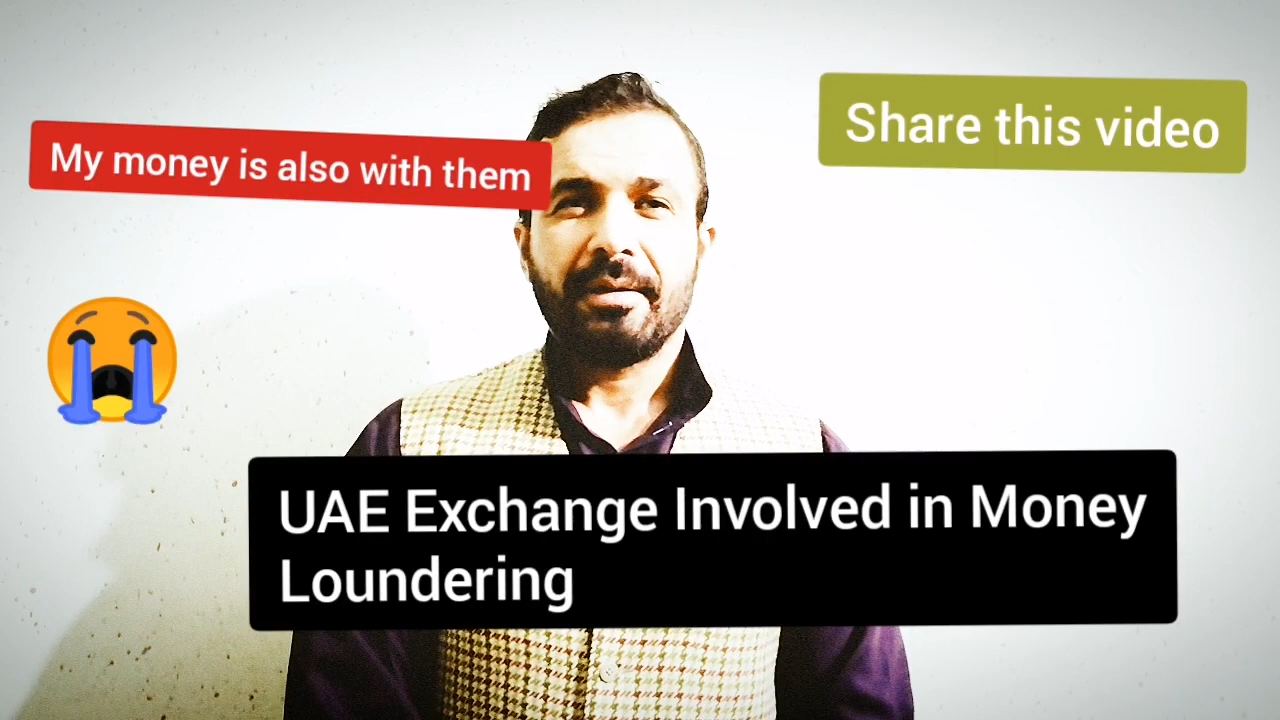 Share this video
My money is also with them
UAE Exchange Involved in Money
Loundering